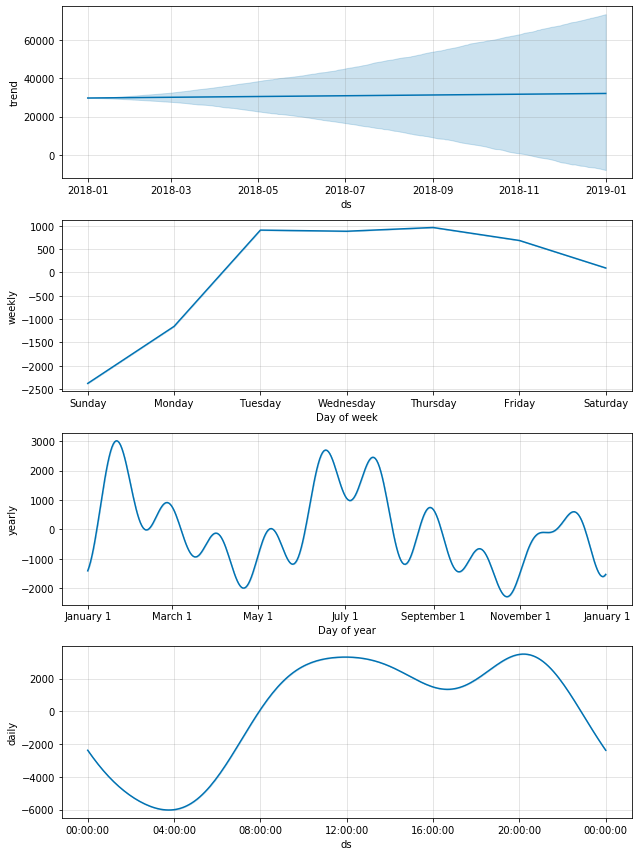 trend
60000
40000
20000
0
2018-01 2018-03 2018-05 2018-07 2018-09 2018-11 2019-01
ds
weekly
1000
500
0
−500
−1000
−1500
−2000
−2500
Sunday Monday Tuesday Wednesday Thursday Friday Saturday
Day of week
yearly
3000
2000
1000
0
−1000
−2000
January 1 March 1 May 1 July 1 September 1 November 1 January 1
Day of year
daily
2000
0
−2000
−4000
−6000
00:00:00 04:00:00 08:00:00 12:00:00 16:00:00 20:00:00 00:00:00
ds